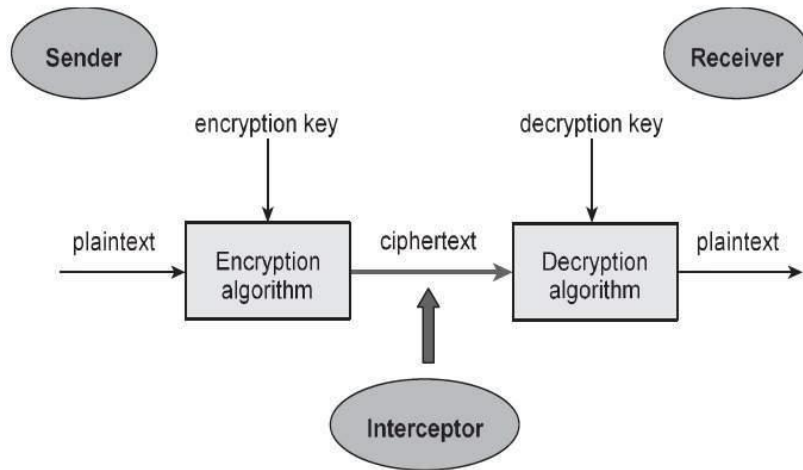 Sender
Receiver
encryption key
decryption key
plaintext
Encryption
algorithm
ciphertext
Decryption
algorithm
plaintext
Interceptor